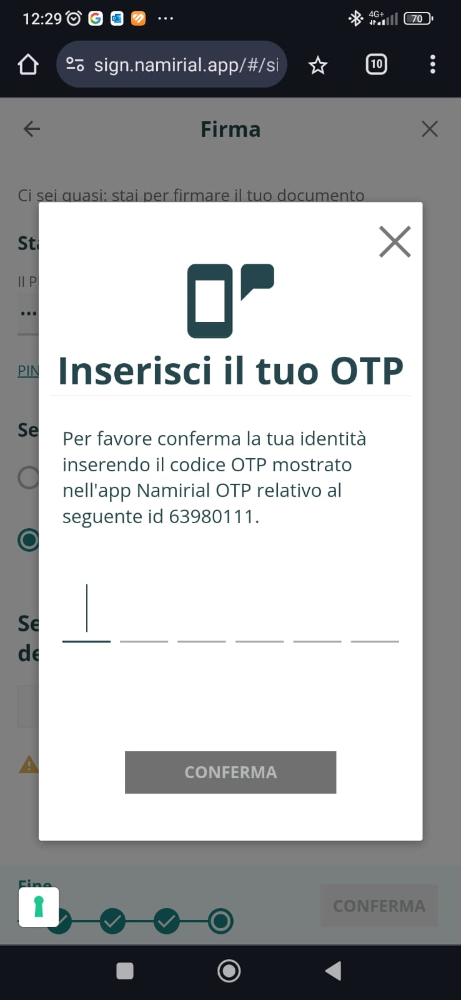 12:29
4G+
70
sign.namirial.app/#/si
10
Firma
Ci sei quasi: stai per firmare il tuo documento
Sta
Il P
PIN
Inserisci il tuo OTP
Se
Per favore conferma la tua identità
inserendo il codice OTP mostrato
nell'app Namirial OTP relativo al
seguente id 63980111.
Se
de
CONFERMA
Fine
CONFERMA